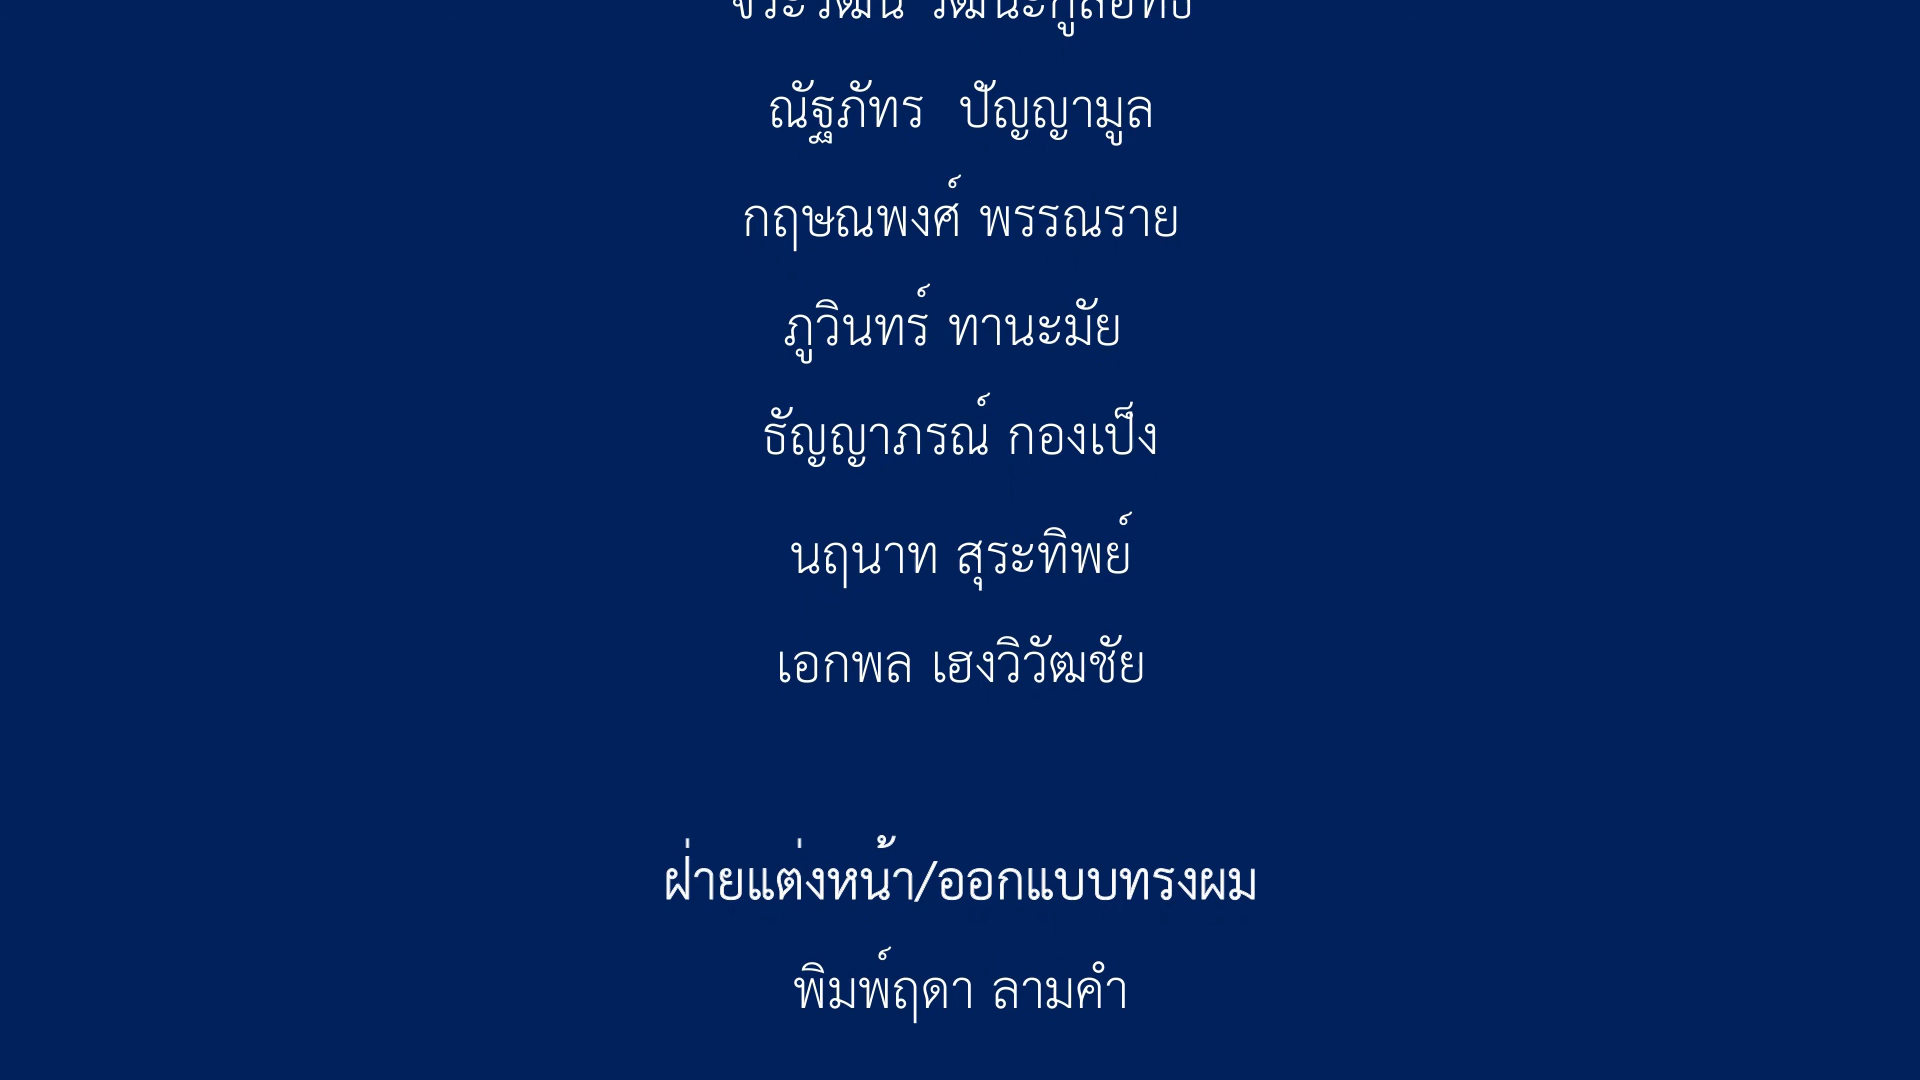 ณัฐภัทร  ปัญญามูล
กฤษณพงศ์ พรรณราย
ภูวินทร์ ทานะมัย
ธัญญาภรณ์ กองเป็ง
นฤนาท สุระทิพย์
เอกพล เฮงวิวัฒชัย
ฝ่ายแต่งหน้า/ออกแบบทรงผม
พิมพ์ฤดา ลามคำ